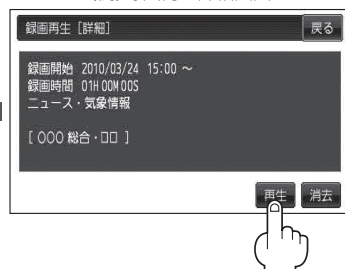 録画再生［詳細］
戻る
録画開始 2010/03/24 15:00 ～
録画時間 01H 00M 00S
ニュース・気象情報
[ ○○○ 総合・□□ ]
再生
消去